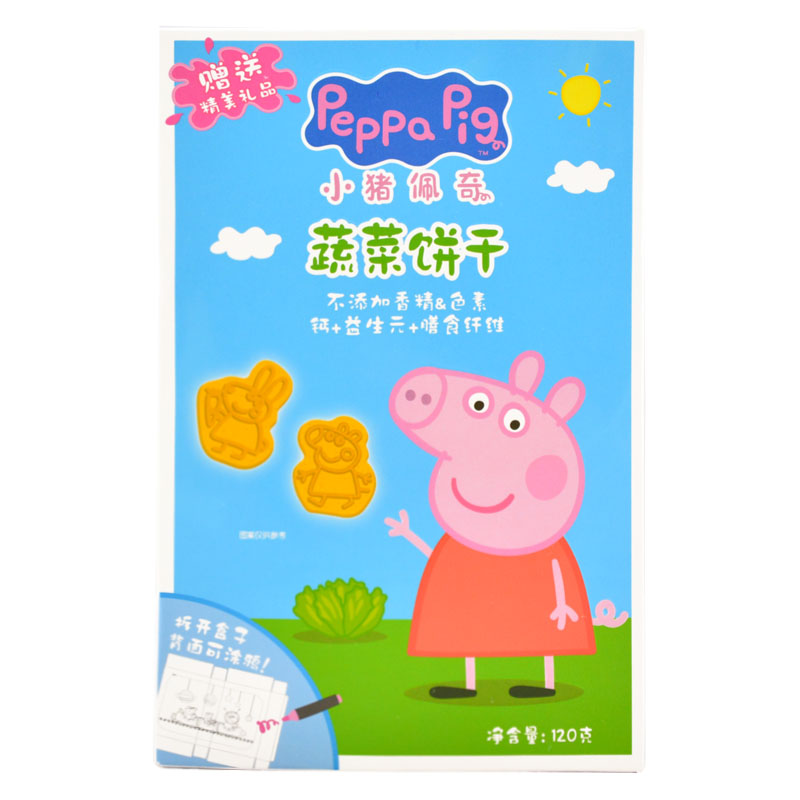 赠送
精美礼品
Peppa Pig
TM
小猪佩奇
蔬菜饼干
不添加香精&色素
钙+益生元+膳食纤维
图案仅供参考
拆开盒子
背面可涂鸦!
净含量:120克